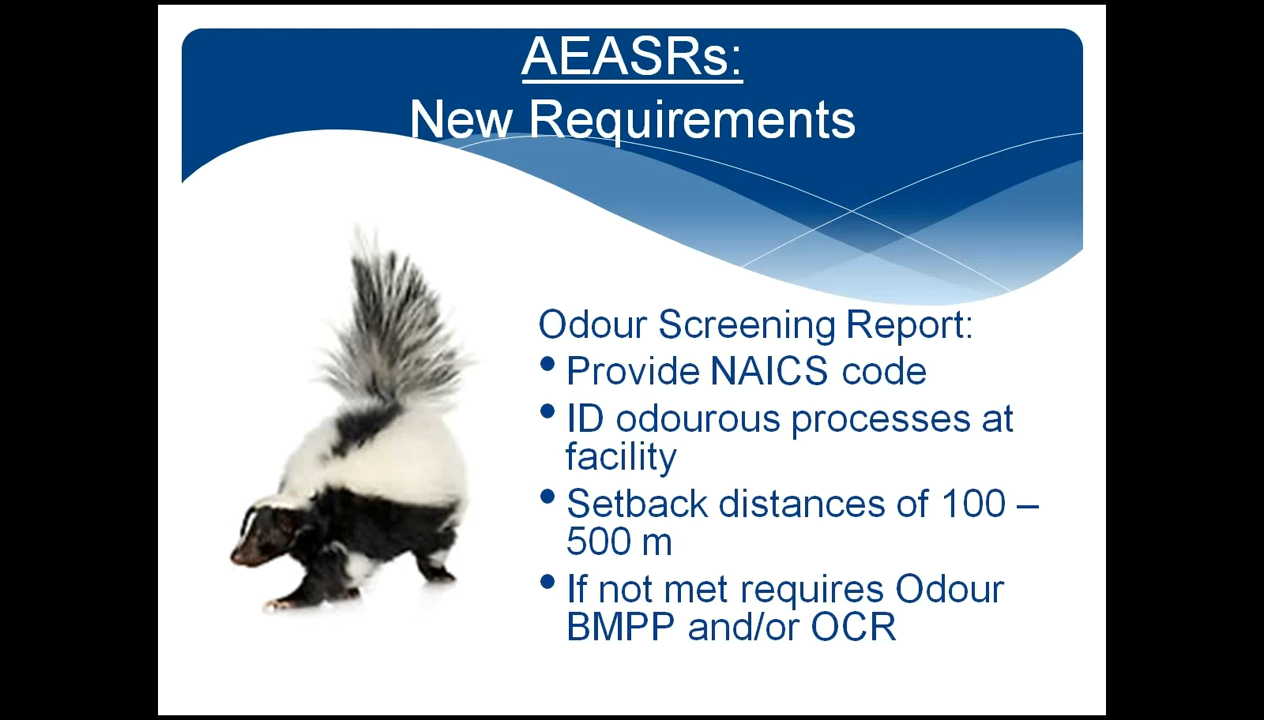 AEASRs:
New Requirements
Odour Screening Report:
• Provide NAICS code
• ID odourous processes at
facility
• Setback distances of 100 –
500 m
• If not met requires Odour
BMPP and/or OCR